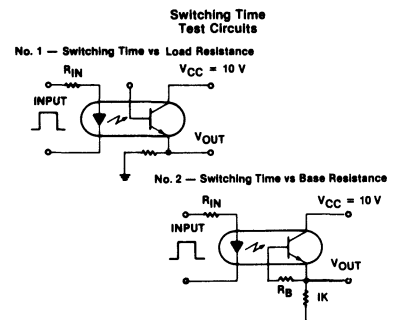 Switching Time
Test Circuits
No. 1 — Switching Time vs Load Resistance
RIN
VCC = 10 V
INPUT
VOUT
No. 2 — Switching Time vs Base Resistance
RIN
VCC = 10 V
INPUT
VOUT
RB
1K